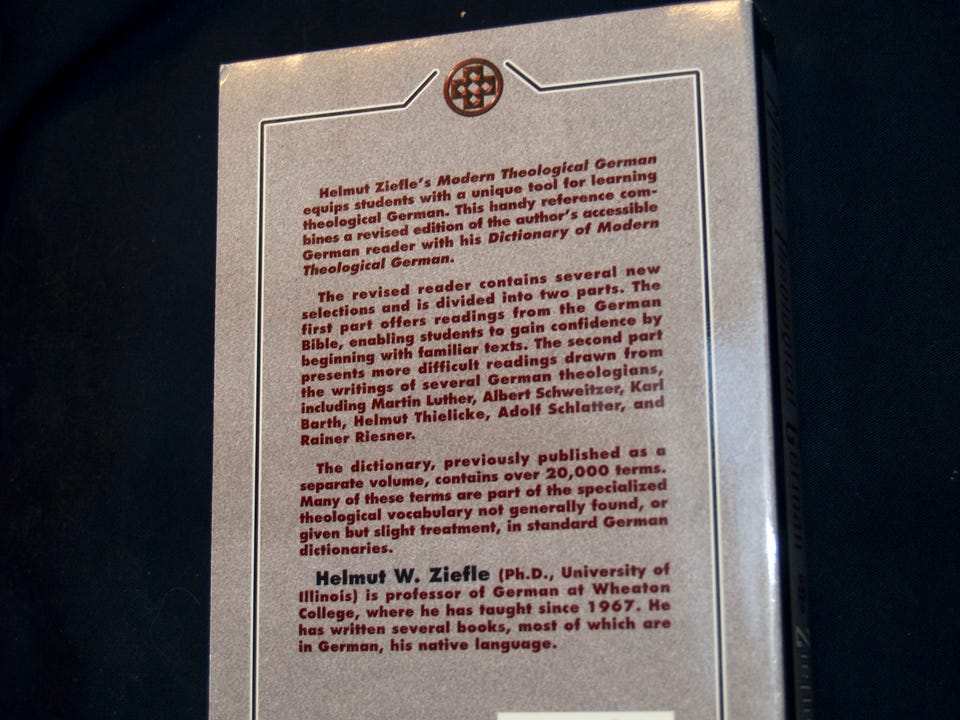 Helmut Ziefle's Modern Theological German
equips students with a unique tool for learning
theological German. This handy reference com-
bines a revised edition of the author's accessible
German reader with his Dictionary of Modern
Theological German.
The revised reader contains several new
selections and is divided into two parts. The
first part offers readings from the German
Bible, enabling students to gain confidence by
beginning with familiar texts. The second part
presents more difficult readings drawn from
the writings of several German theologians,
including Martin Luther, Albert Schweitzer, Karl
Barth, Helmut Thielicke, Adolf Schlatter, and
Rainer Riesner.
The dictionary, previously published as a
separate volume, contains over 20,000 terms.
Many of these terms are part of the specialized
theological vocabulary not generally found, or
given but slight treatment, in standard German
dictionaries.
Helmut W. Ziefle (Ph.D., University of
Illinois) is professor of German at Wheaton
College, where he has taught since 1967. He
has written several books, most of which are
in German, his native language.
Modern Theological German Ziefle